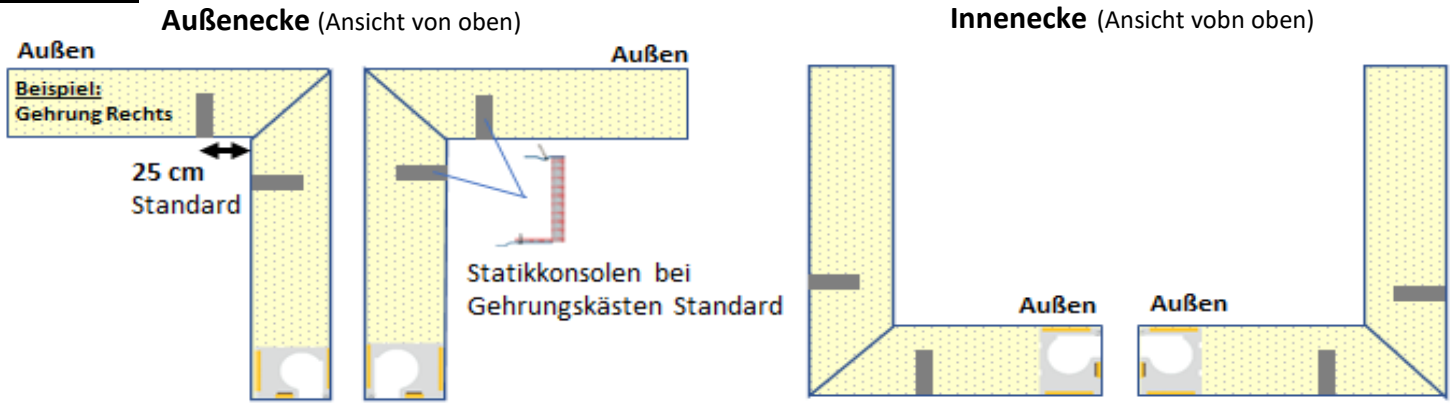 Außenecke (Ansicht von oben)
Innenecke (Ansicht vobn oben)
Außen
Außen
Beispiel:
Gehrung Rechts
25 cm
Standard
Statikkonsolen bei
Gehrungskästen Standard
Außen
Außen